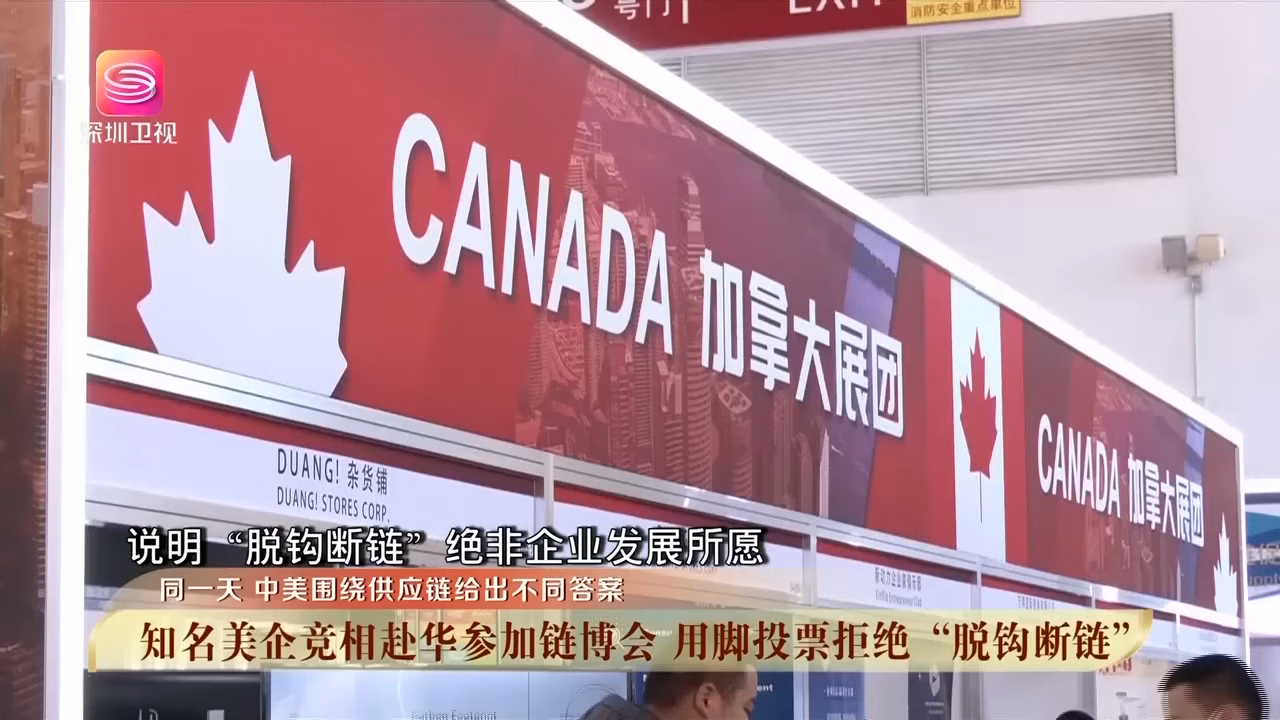 号门
EXIT
消防安全重点单位
深圳卫视
CANADA 加拿大展团
CANADA 加拿大展团
DUANG! 杂货铺
DUANG! STORES CORP.
说明“脱钩断链”绝非企业发展所愿
同一天 中美围绕供应链给出不同答案
知名美企竞相赴华参加链博会 用脚投票拒绝“脱钩断链”